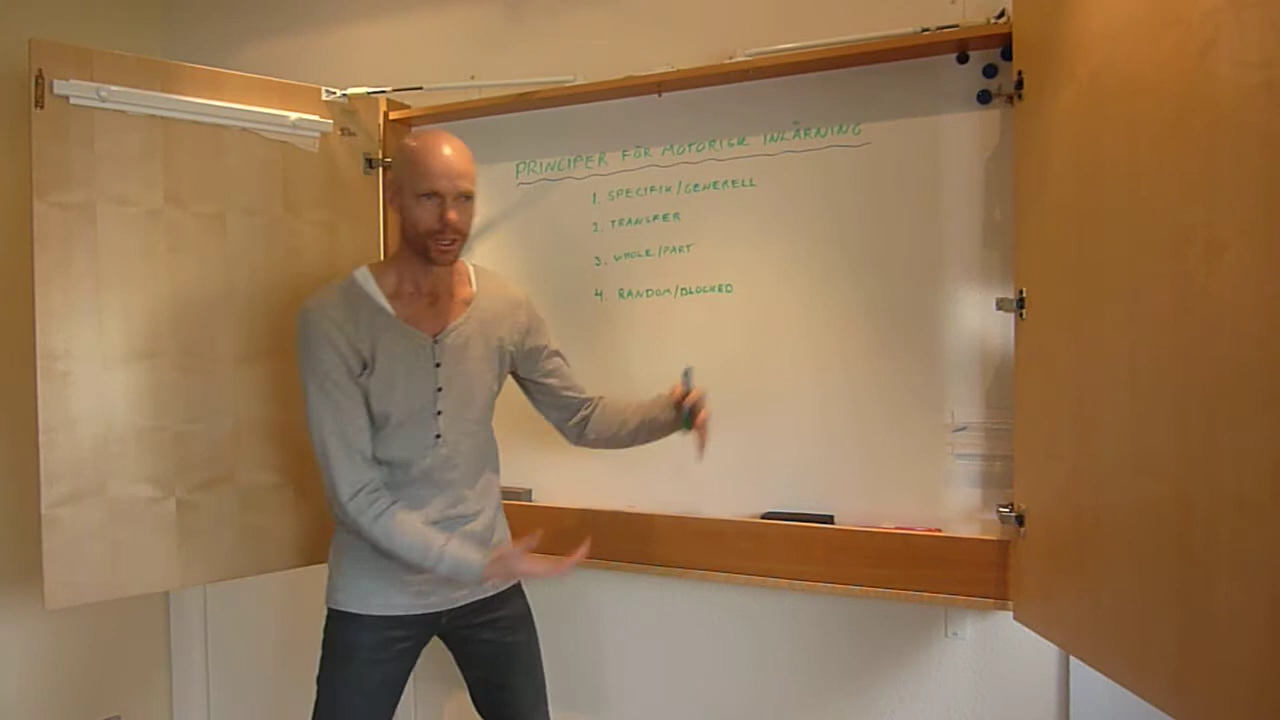 PRINCIPER FÖR MOTORISK INLÄRNING
1. SPECIFIK/GENERELL
2. TRANSFER
3. WHOLE/PART
4. RANDOM/BLOCKED